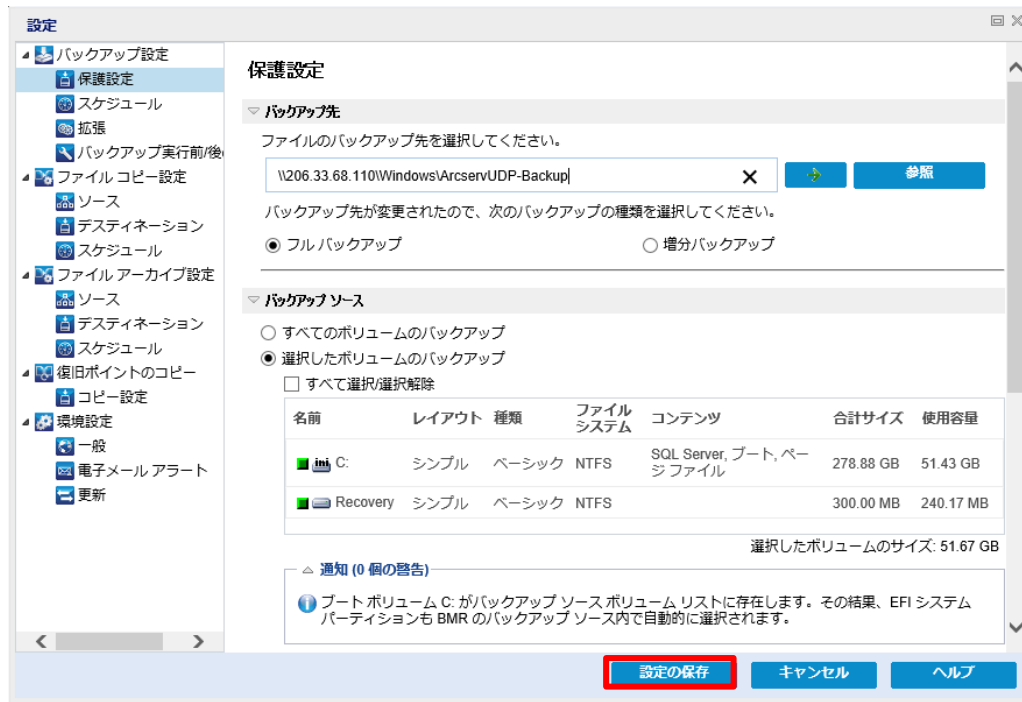 設定
バックアップ設定
保護設定
スケジュール
拡張
バックアップ実行前/後
ファイル コピー設定
ソース
デスティネーション
スケジュール
ファイル アーカイブ設定
ソース
デスティネーション
スケジュール
復旧ポイントのコピー
コピー設定
環境設定
一般
電子メール アラート
更新
保護設定
バックアップ先
ファイルのバックアップ先を選択してください。
\\206.33.68.110\Windows\ArcservUDP-Backup
参照
バックアップ先が変更されたので、次のバックアップの種類を選択してください。
フル バックアップ 増分バックアップ
バックアップ ソース
すべてのボリュームのバックアップ
選択したボリュームのバックアップ
すべて選択/選択解除
名前 レイアウト 種類 ファイル システム コンテンツ 合計サイズ 使用容量
C: シンプル ベーシック NTFS SQL Server, ブート, ペー
ジ ファイル 278.88 GB 51.43 GB
Recovery シンプル ベーシック NTFS 300.00 MB 240.17 MB
選択したボリュームのサイズ: 51.67 GB
通知 (0 個の警告)
ブート ボリューム C: がバックアップ ソース ボリューム リストに存在します。その結果、EFI システム
パーティションも BMR のバックアップ ソース内で自動的に選択されます。
設定の保存 キャンセル ヘルプ